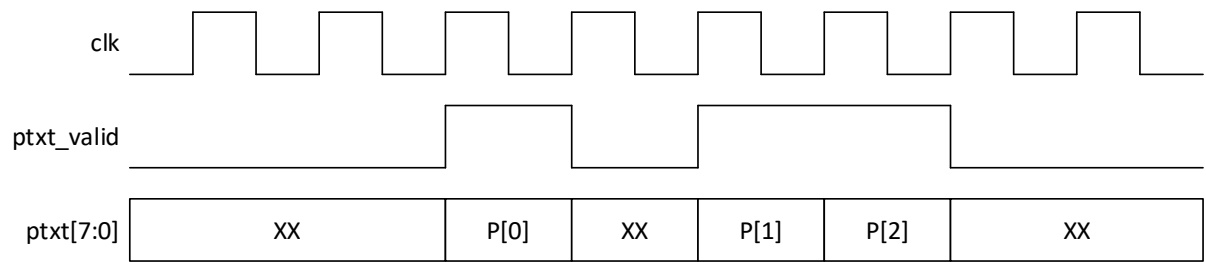 clk
ptxt_valid
ptxt[7:0] XX P[0] XX P[1] P[2] XX